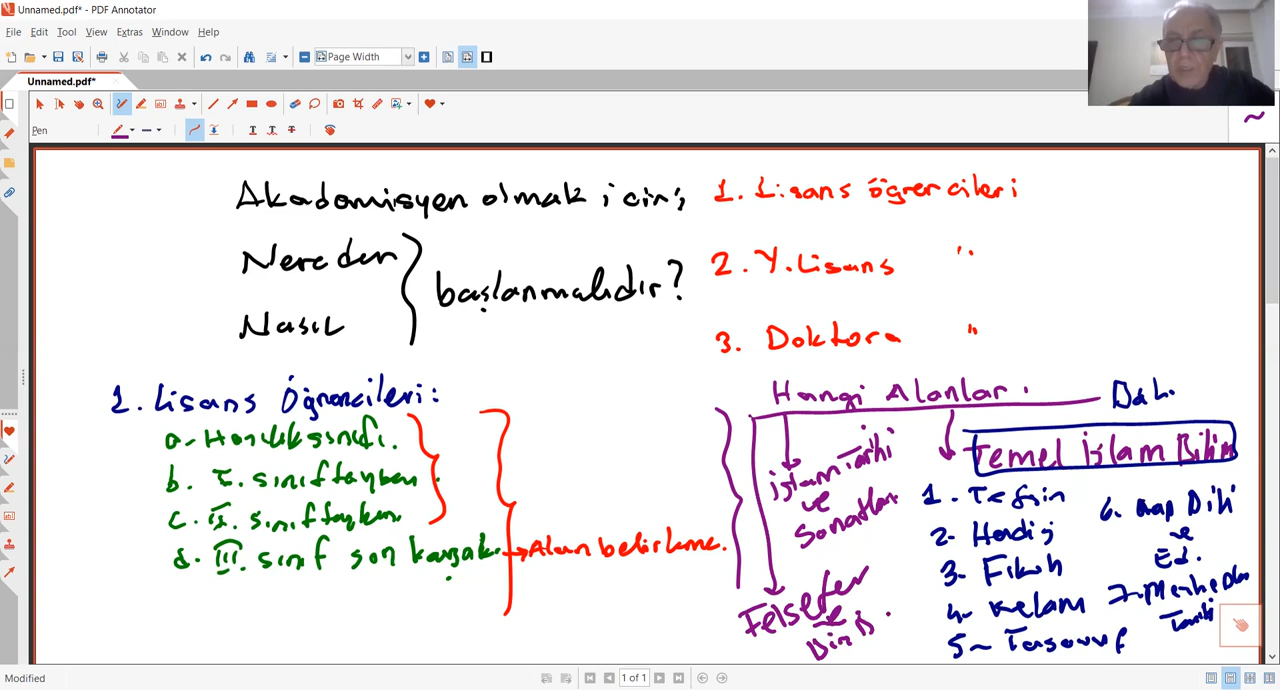 Unnamed.pdf* - PDF Annotator
File Edit Tool View Extras Window Help
Page Width
Unnamed.pdf*
Pen
Akademisyen olmak için;
Nereden
Nasıl
başlanmalıdır?
1. Lisans öğrencileri
2. Y. Lisans "
3. Doktora "
1. Lisans Öğrencileri:
a- Hazırlık sınıfı.
b. I. sınıftayken
c. II. sınıftayken
d. III. sınıf son
Alan belirleme.
Hangi Alanlar.
İslam Tarihi
ve
Sanatları
Felsefe
ve
Din B.
Temel İslam Bilim
1. Tefsir
2. Hadis
3- Fıkıh
4- Kelam
5- Tasavvuf
6. Arap Dili
ve
Ed.
7- Mezhepler
Tarihi
1 of 1
Modified